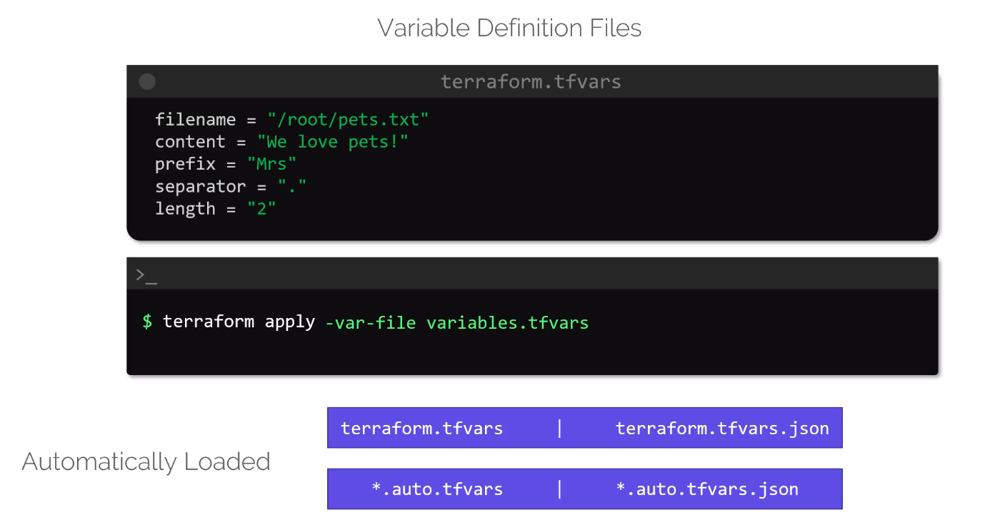 Variable Definition Files
terraform.tfvars
filename = "/root/pets.txt"
content = "We love pets!"
prefix = "Mrs"
separator = "."
length = "2"
>_
$ terraform apply -var-file variables.tfvars
terraform.tfvars | terraform.tfvars.json
Automatically Loaded
*.auto.tfvars | *.auto.tfvars.json